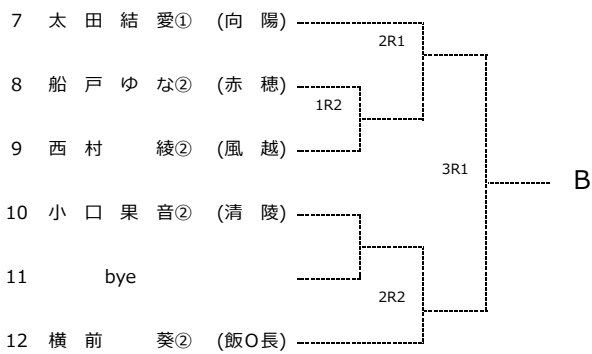 7 太 田 結 愛① (向 陽)
2R1
8 船 戸 ゆ な② (赤 穂)
1R2
9 西 村 綾② (風 越)
3R1
B
10 小 口 果 音② (清 陵)
11 bye
2R2
12 横 前 葵② (飯O長)